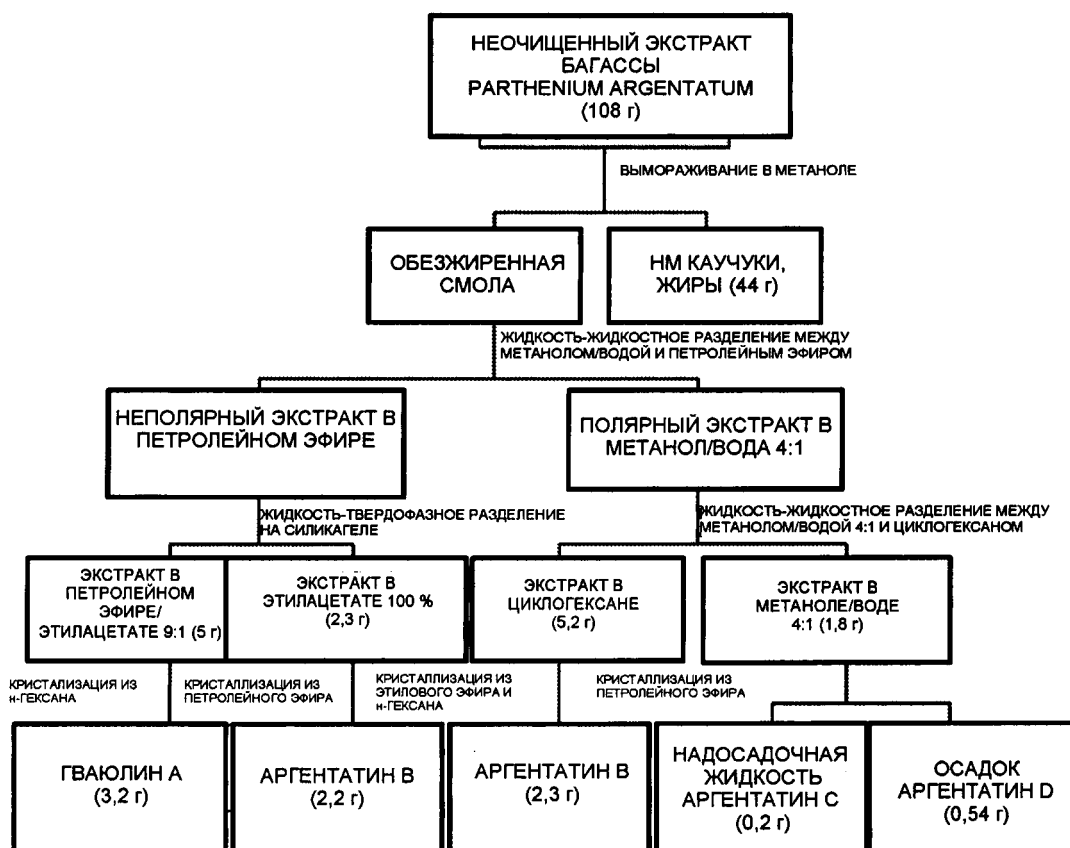 НЕОЧИЩЕННЫЙ ЭКСТРАКТ
БАГАССЫ
PARTHENIUM ARGENTATUM
(108 г)
ВЫМОРАЖИВАНИЕ В МЕТАНОЛЕ
ОБЕЗЖИРЕННАЯ
СМОЛА
НМ КАУЧУКИ,
ЖИРЫ (44 г)
ЖИДКОСТЬ-ЖИДКОСТНОЕ РАЗДЕЛЕНИЕ МЕЖДУ
МЕТАНОЛОМ/ВОДОЙ И ПЕТРОЛЕЙНЫМ ЭФИРОМ
НЕПОЛЯРНЫЙ ЭКСТРАКТ В
ПЕТРОЛЕЙНОМ ЭФИРЕ
ПОЛЯРНЫЙ ЭКСТРАКТ В
МЕТАНОЛ/ВОДА 4:1
ЖИДКОСТЬ-ТВЕРДОФАЗНОЕ РАЗДЕЛЕНИЕ
НА СИЛИКАГЕЛЕ
ЖИДКОСТЬ-ЖИДКОСТНОЕ РАЗДЕЛЕНИЕ МЕЖДУ
МЕТАНОЛОМ/ВОДОЙ 4:1 И ЦИКЛОГЕКСАНОМ
ЭКСТРАКТ В
ПЕТРОЛЕЙНОМ
ЭФИРЕ/
ЭТИЛАЦЕТАТЕ 9:1 (5 г)
ЭКСТРАКТ В
ЭТИЛАЦЕТАТЕ 100 %
(2,3 г)
ЭКСТРАКТ В
ЦИКЛОГЕКСАНЕ
(5,2 г)
ЭКСТРАКТ В
МЕТАНОЛЕ/ВОДЕ
4:1 (1,8 г)
КРИСТАЛИЗАЦИЯ ИЗ
н-ГЕКСАНА
КРИСТАЛЛИЗАЦИЯ ИЗ
ПЕТРОЛЕЙНОГО ЭФИРА
КРИСТАЛЛИЗАЦИЯ ИЗ
ЭТИЛОВОГО ЭФИРА И
н-ГЕКСАНА
КРИСТАЛЛИЗАЦИЯ ИЗ
ПЕТРОЛЕЙНОГО ЭФИРА
ГВАЮЛИН А
(3,2 г)
АРГЕНТАТИН В
(2,2 г)
АРГЕНТАТИН В
(2,3 г)
НАДОСАДОЧНАЯ
ЖИДКОСТЬ
АРГЕНТАТИН С
(0,2 г)
ОСАДОК
АРГЕНТАТИН D
(0,54 г)